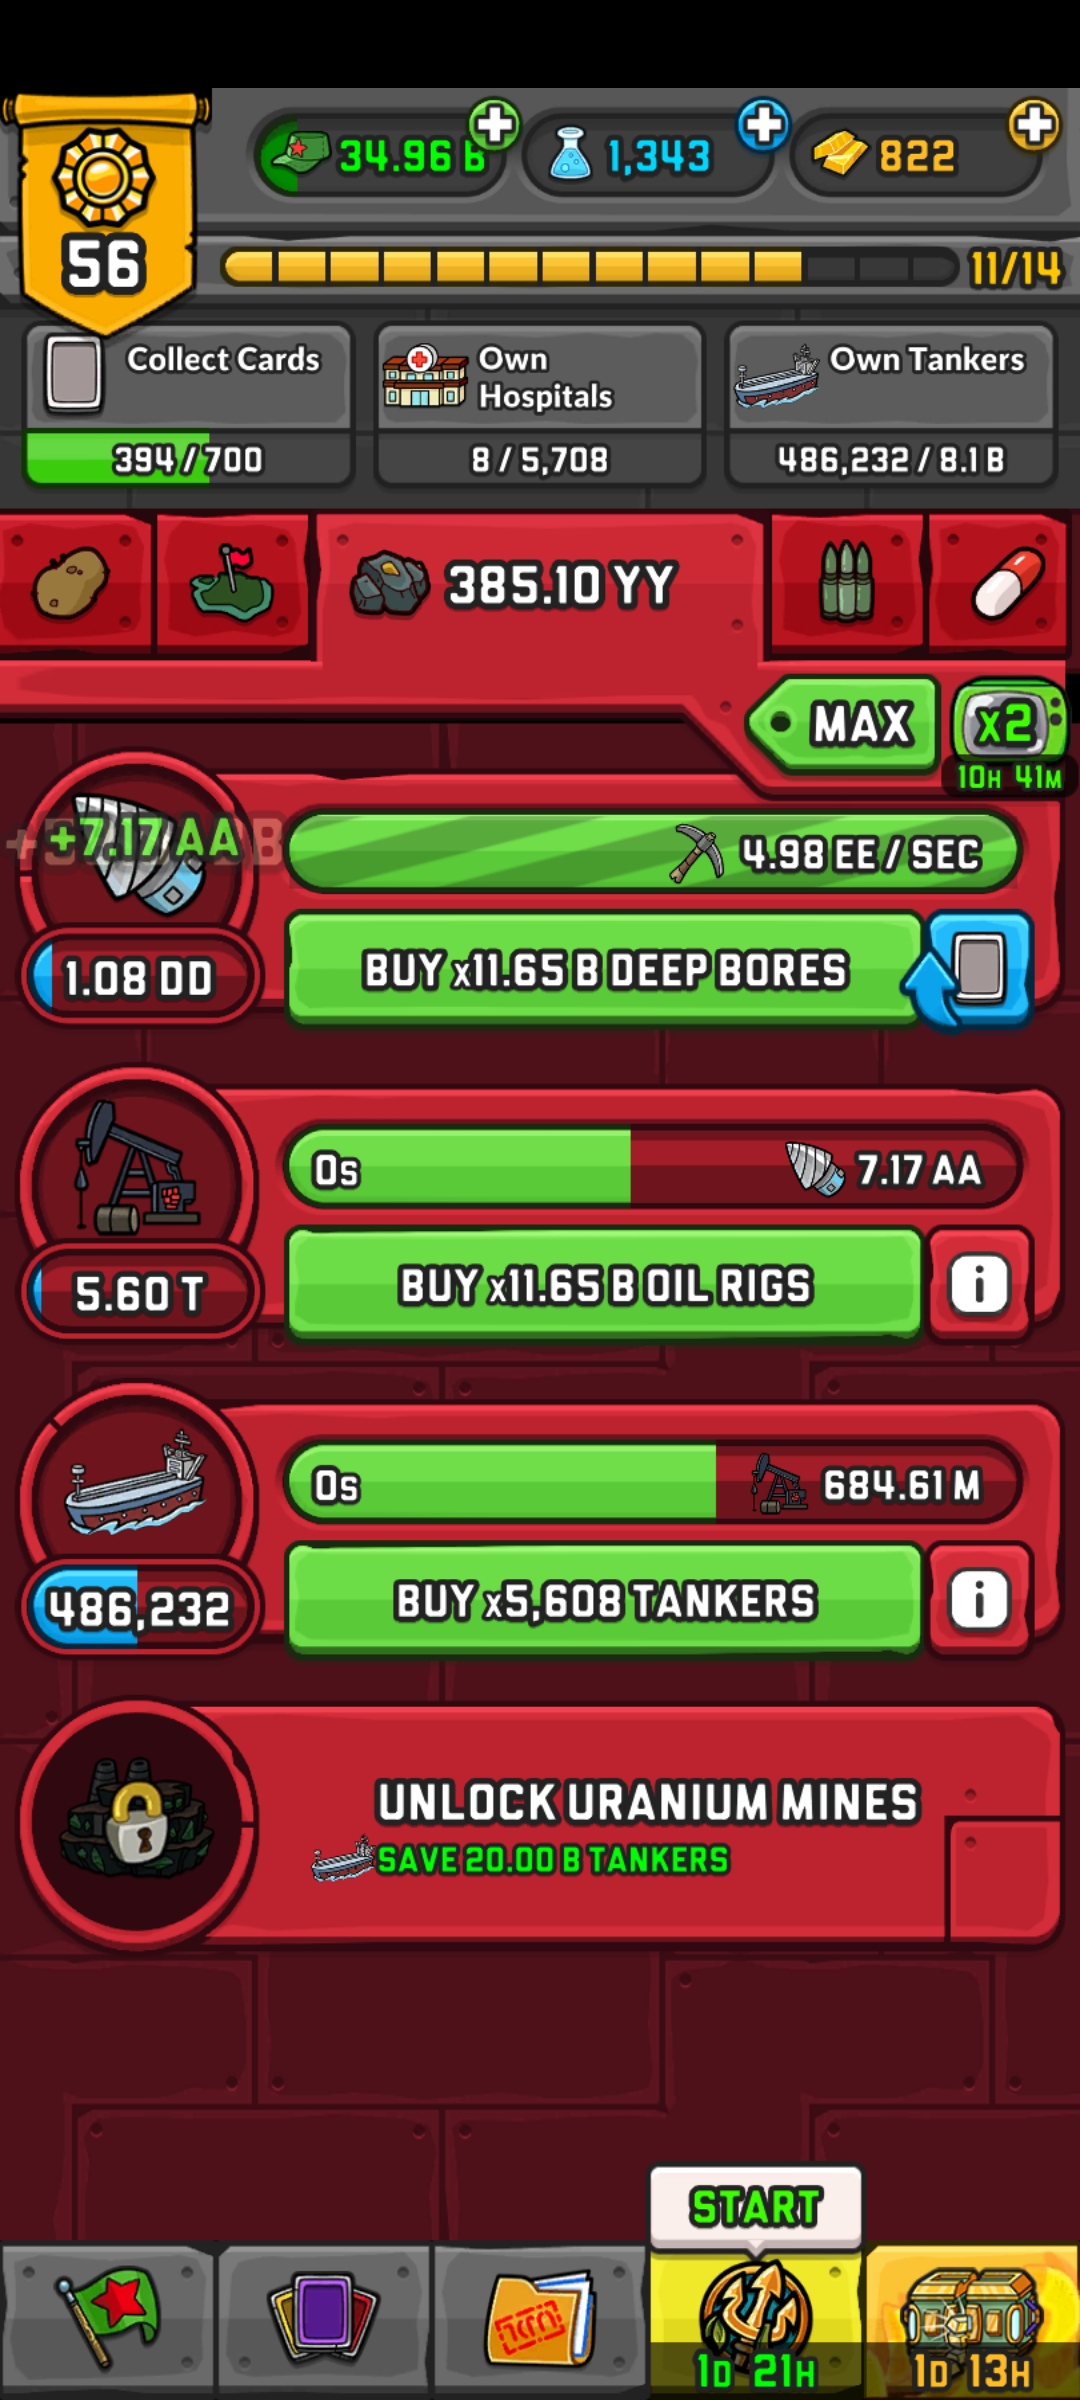 34.96 B
1,343
822
56
11/14
Collect Cards
394/700
Own
Hospitals
8/5,708
Own Tankers
486,232/8.1 B
385.10 YY
MAX
X2
10H 41M
+7.17 AA
4.98 EE/SEC
1.08 DD
BUY x11.65 B DEEP BORES
0s
7.17 AA
5.60 T
BUY x11.65 B OIL RIGS
i
0s
684.61 M
486,232
BUY x5,608 TANKERS
i
UNLOCK URANIUM MINES
SAVE 20.00 B TANKERS
START
1D 21H
1D 13H